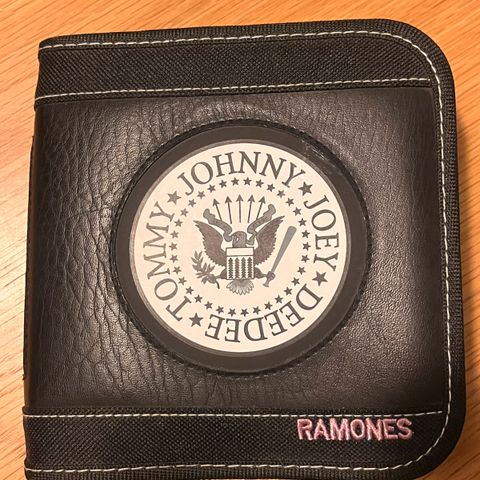 JOHNNY ★ JOEY ★ DEEDEE ★ TOMMY ★
RAMONES